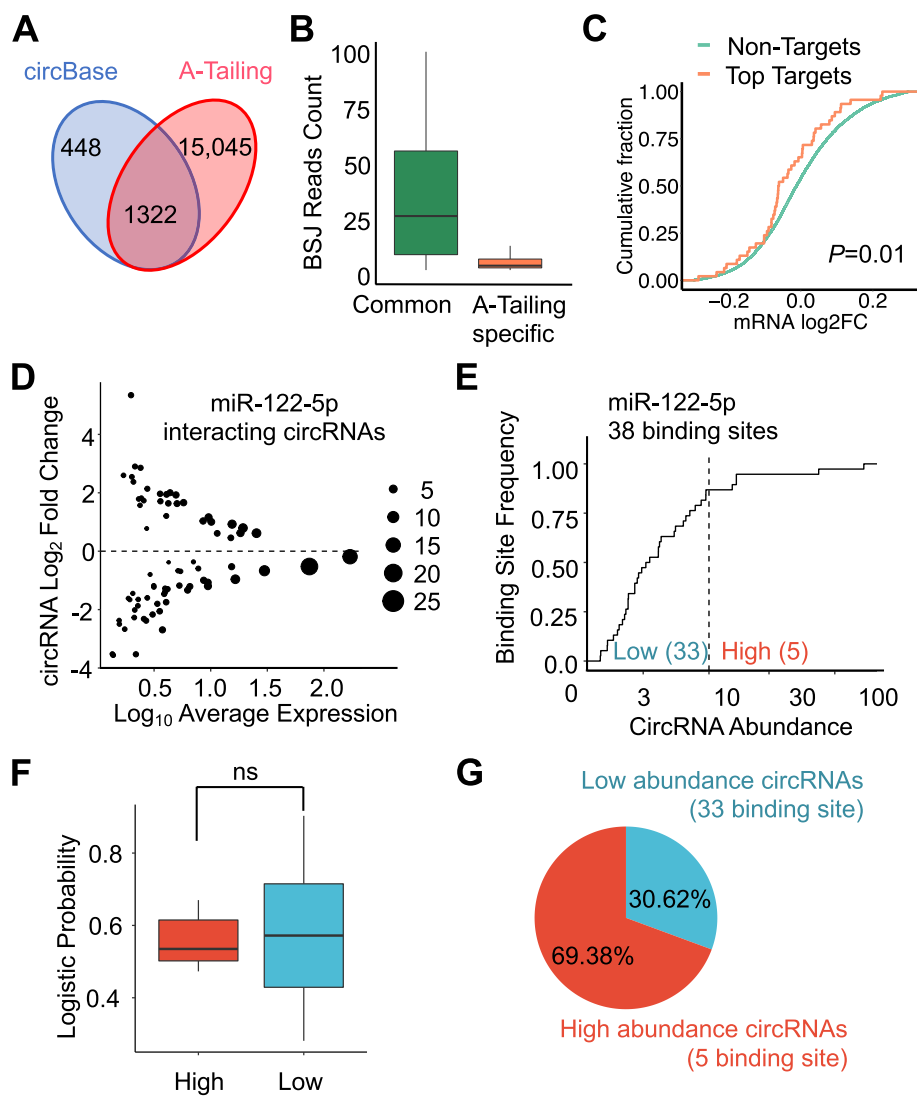 A
circBase
A-Tailing
448
15,045
1322
B
BSJ Reads Count
100
75
50
25
0
Common
A-Tailing
specific
C
Non-Targets
Top Targets
Cumulative fraction
1.00
0.75
0.50
0.25
0.00
P=0.01
−0.2
0.0
0.2
mRNA log2FC
D
miR-122-5p
interacting circRNAs
circRNA Log2 Fold Change
4
2
0
-2
-4
0.5
1.0
1.5
2.0
Log10 Average Expression
5
10
15
20
25
E
miR-122-5p
38 binding sites
Binding Site Frequency
1.00
0.75
0.50
0.25
0.0
Low (33)
High (5)
0
3
10
30
100
CircRNA Abundance
F
ns
Logistic Probability
0.8
0.6
0.4
High
Low
G
Low abundance circRNAs
(33 binding site)
30.62%
69.38%
High abundance circRNAs
(5 binding site)